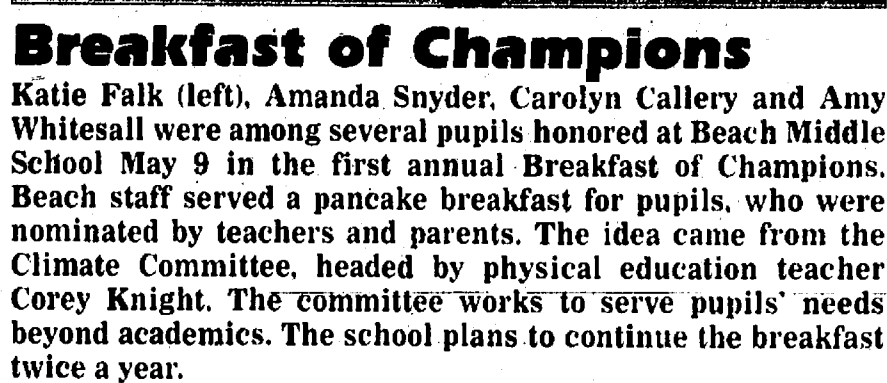 Breakfast of Champions
Katie Falk (left), Amanda Snyder, Carolyn Callery and Amy
Whitesall were among several pupils honored at Beach Middle
School May 9 in the first annual Breakfast of Champions.
Beach staff served a pancake breakfast for pupils, who were
nominated by teachers and parents. The idea came from the
Climate Committee, headed by physical education teacher
Corey Knight. The committee works to serve pupils' needs
beyond academics. The school plans to continue the breakfast
twice a year.